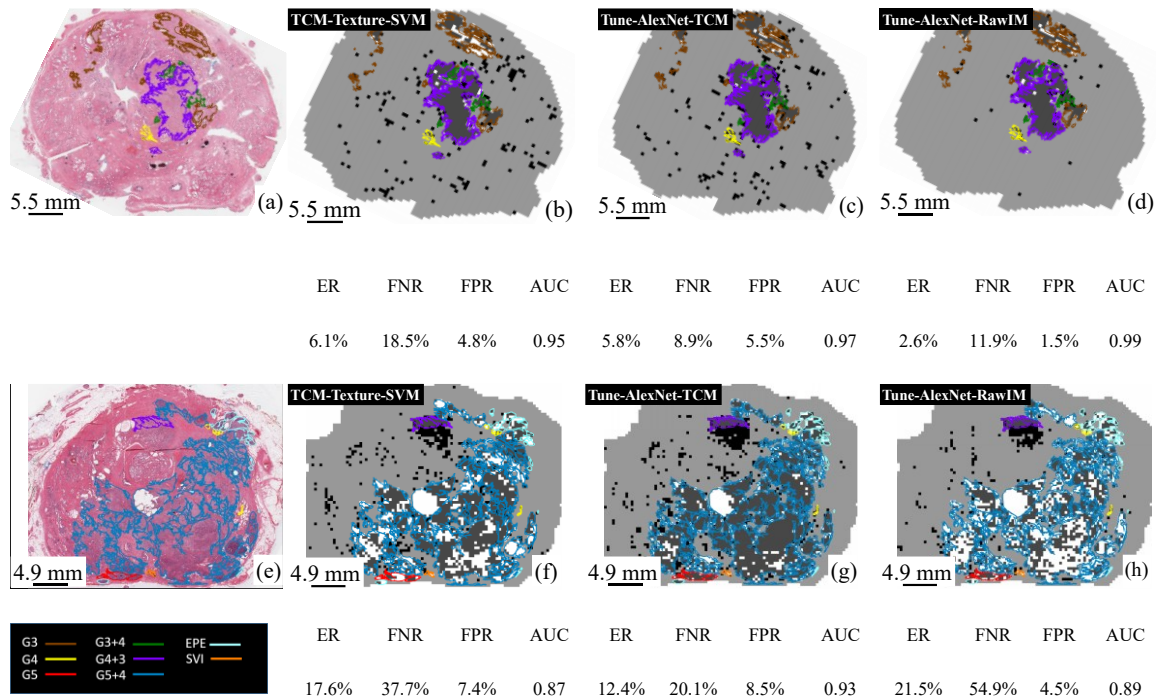 TCM-Texture-SVM
Tune-AlexNet-TCM
Tune-AlexNet-RawIM
5.5 mm
(a)
5.5 mm
(b)
5.5 mm
(c)
5.5 mm
(d)
ER FNR FPR AUC
ER FNR FPR AUC
ER FNR FPR AUC
6.1% 18.5% 4.8% 0.95
5.8% 8.9% 5.5% 0.97
2.6% 11.9% 1.5% 0.99
TCM-Texture-SVM
Tune-AlexNet-TCM
Tune-AlexNet-RawIM
4.9 mm
(e)
4.9 mm
(f)
4.9 mm
(g)
4.9 mm
(h)
G3 G3+4 EPE
G4 G4+3 SVI
G5 G5+4
ER FNR FPR AUC
ER FNR FPR AUC
ER FNR FPR AUC
17.6% 37.7% 7.4% 0.87
12.4% 20.1% 8.5% 0.93
21.5% 54.9% 4.5% 0.89